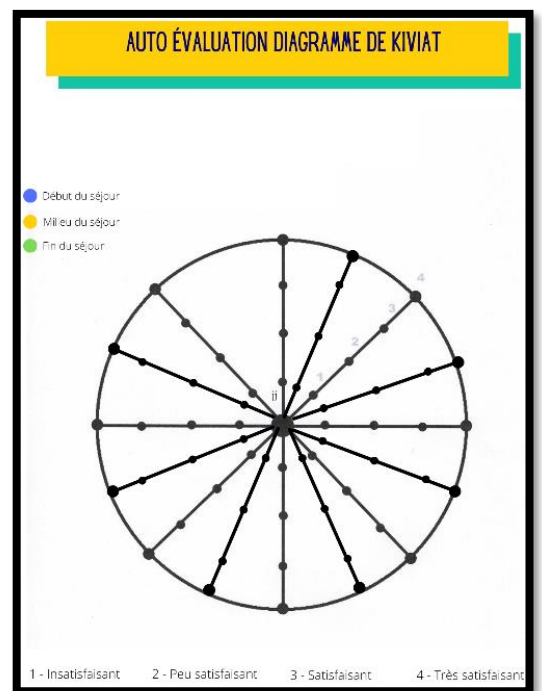 AUTO ÉVALUATION DIAGRAMME DE KIVIAT
Début du séjour
Milieu du séjour
Fin du séjour
4
3
2
1
jj
1 - Insatisfaisant 2 - Peu satisfaisant 3 - Satisfaisant 4 - Très satisfaisant